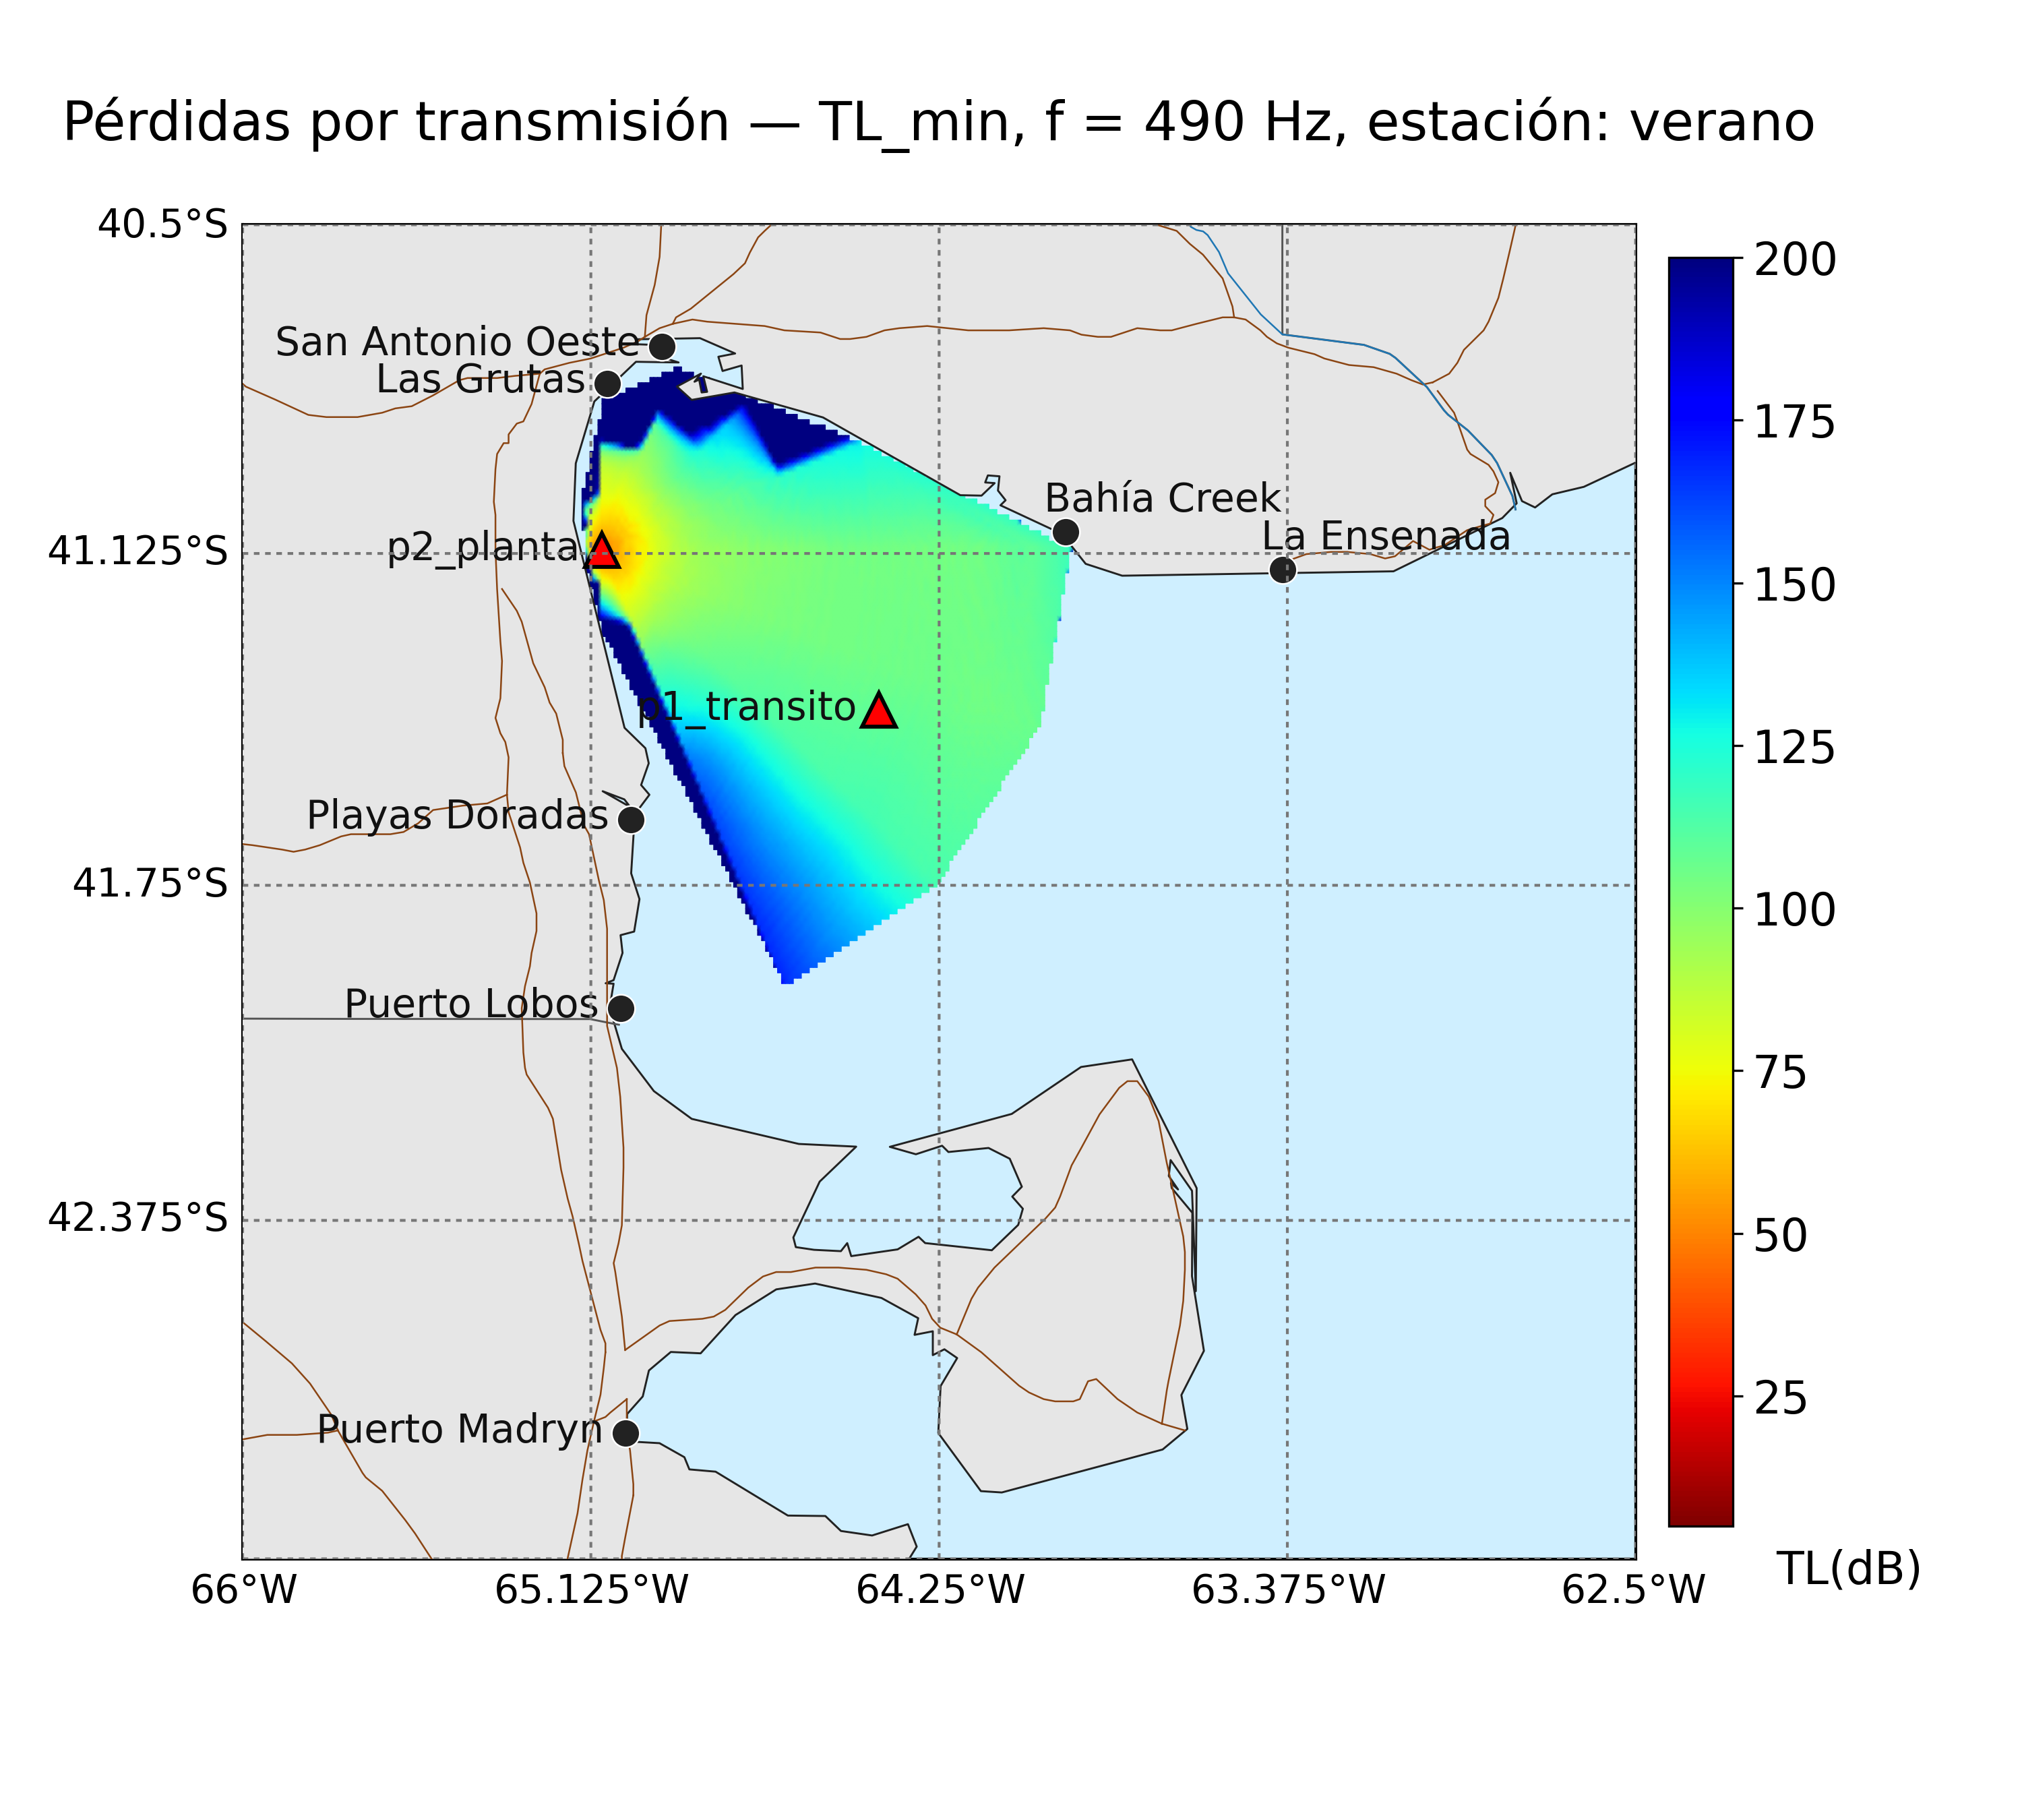 Pérdidas por transmisión — TL_min, f = 490 Hz, estación: verano
40.5°S
41.125°S
41.75°S
42.375°S
San Antonio Oeste
Las Grutas
p2_planta
Bahía Creek
La Ensenada
p1_transito
Playas Doradas
Puerto Lobos
Puerto Madryn
66°W
65.125°W
64.25°W
63.375°W
62.5°W
200
175
150
125
100
75
50
25
TL(dB)